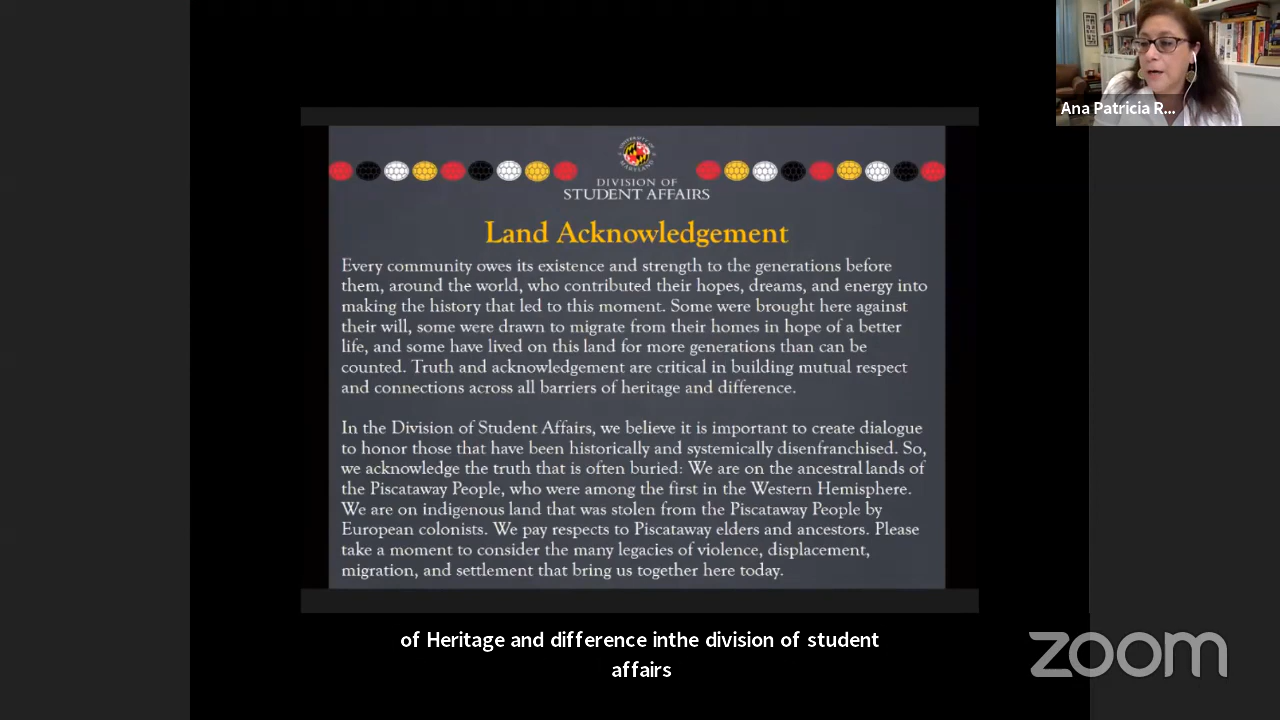 Ana Patricia R...
UNIVERSITY OF
MARYLAND
DIVISION OF
STUDENT AFFAIRS
Land Acknowledgement
Every community owes its existence and strength to the generations before
them, around the world, who contributed their hopes, dreams, and energy into
making the history that led to this moment. Some were brought here against
their will, some were drawn to migrate from their homes in hope of a better
life, and some have lived on this land for more generations than can be
counted. Truth and acknowledgement are critical in building mutual respect
and connections across all barriers of heritage and difference.
In the Division of Student Affairs, we believe it is important to create dialogue
to honor those that have been historically and systemically disenfranchised. So,
we acknowledge the truth that is often buried: We are on the ancestral lands of
the Piscataway People, who were among the first in the Western Hemisphere.
We are on indigenous land that was stolen from the Piscataway People by
European colonists. We pay respects to Piscataway elders and ancestors. Please
take a moment to consider the many legacies of violence, displacement,
migration, and settlement that bring us together here today.
of Heritage and difference inthe division of student
affairs
zoom